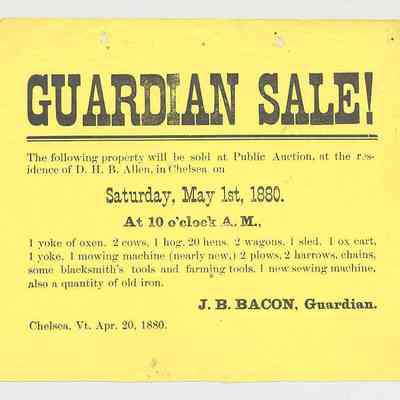 GUARDIAN SALE!
The following property will be sold at Public Auction, at the res-
idence of D. H. B. Allen, in Chelsea on
Saturday, May 1st, 1880.
At 10 o'clock A. M.,
1 yoke of oxen. 2 cows, 1 hog, 20 hens. 2 wagons. 1 sled. 1 ox cart,
1 yoke, 1 mowing machine (nearly new,) 2 plows, 2 harrows, chains,
some blacksmith's tools and farming tools. 1 new sewing machine,
also a quantity of old iron.
J. B. BACON, Guardian.
Chelsea, Vt. Apr. 20, 1880.